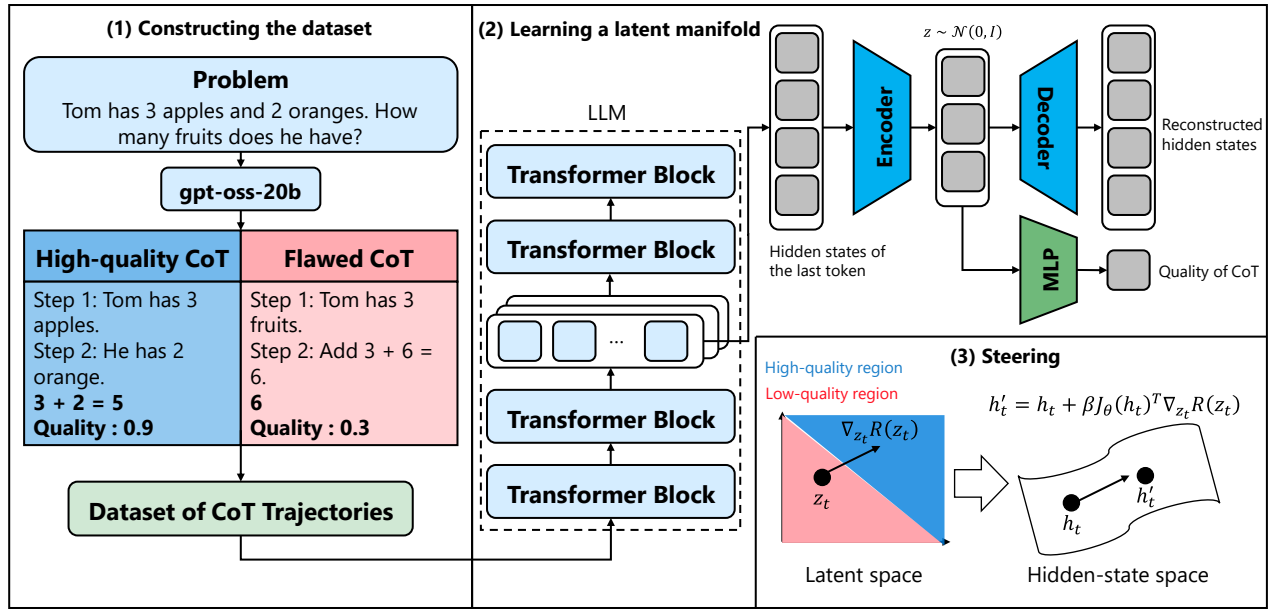 (1) Constructing the dataset
Problem
Tom has 3 apples and 2 oranges. How
many fruits does he have?
gpt-oss-20b
High-quality CoT
Step 1: Tom has 3
apples.
Step 2: He has 2
orange.
3 + 2 = 5
Quality : 0.9
Flawed CoT
Step 1: Tom has 3
fruits.
Step 2: Add 3 + 6 =
6.
6
Quality : 0.3
Dataset of CoT Trajectories
(2) Learning a latent manifold
LLM
Transformer Block
Transformer Block
...
Transformer Block
Transformer Block
Hidden states of
the last token
Encoder
z ~ 𝒩(0, I)
Decoder
Reconstructed
hidden states
MLP
Quality of CoT
(3) Steering
High-quality region
Low-quality region
∇_{z_t} R(z_t)
z_t
Latent space
h′_t = h_t + βJ_θ(h_t)^T ∇_{z_t} R(z_t)
h_t
h′_t
Hidden-state space